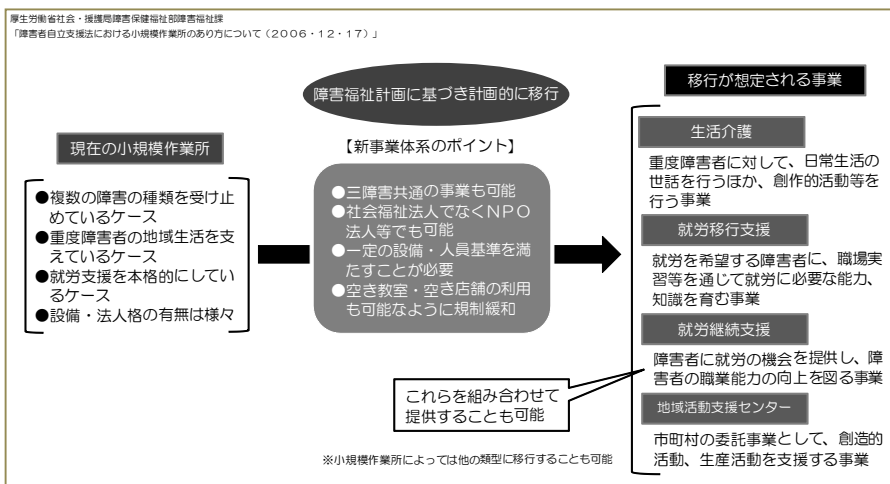 厚生労働省社会・援護局障害保健福祉部障害福祉課
「障害者自立支援法における小規模作業所のあり方について(2006・12・17)」
障害福祉計画に基づき計画的に移行
現在の小規模作業所
●複数の障害の種類を受け止
めているケース
●重度障害者の地域生活を支
えているケース
●就労支援を本格的にしてい
るケース
●設備・法人格の有無は様々
【新事業体系のポイント】
●三障害共通の事業も可能
●社会福祉法人でなくNPO
法人等でも可能
●一定の設備・人員基準を満
たすことが必要
●空き教室・空き店舗の利用
も可能なように規制緩和
移行が想定される事業
生活介護
重度障害者に対して、日常生活の
世話を行うほか、創作的活動等を
行う事業
就労移行支援
就労を希望する障害者に、職場実
習等を通じて就労に必要な能力、
知識を育む事業
就労継続支援
障害者に就労の機会を提供し、障
害者の職業能力の向上を図る事業
地域活動支援センター
市町村の委託事業として、創造的
活動、生産活動を支援する事業
これらを組み合わせて
提供することも可能
※小規模作業所によっては他の類型に移行することも可能